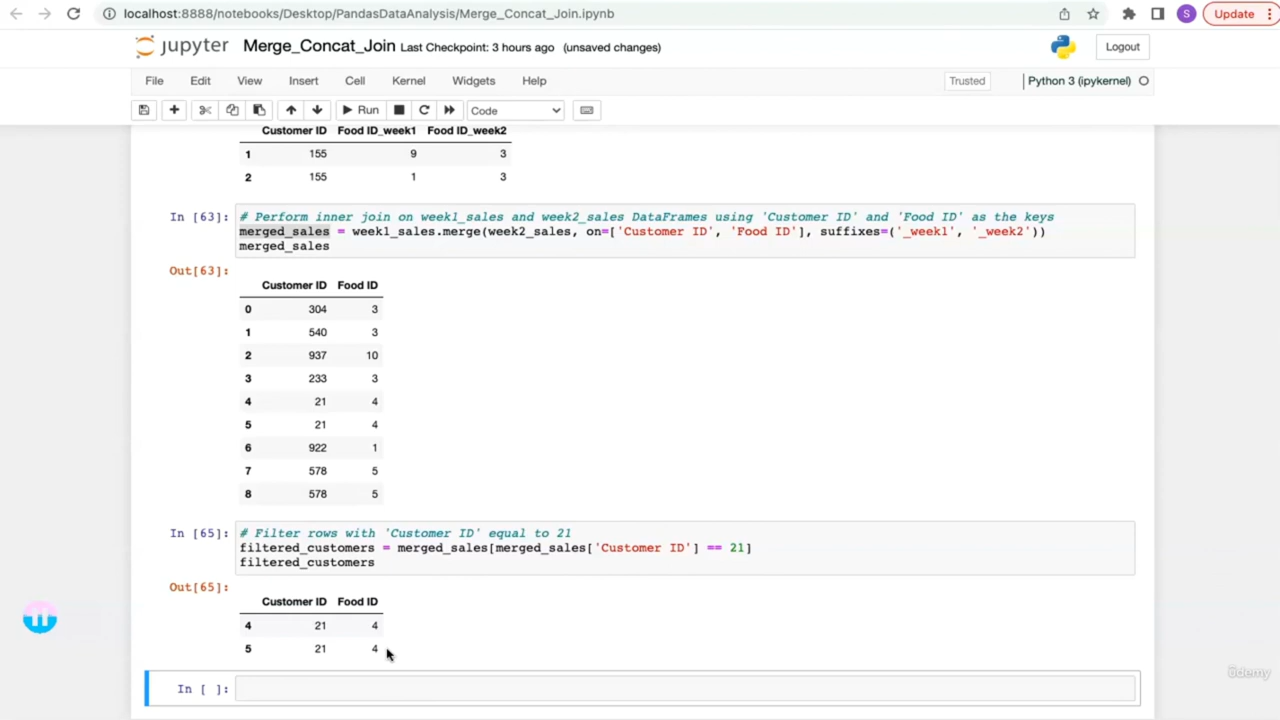 localhost:8888/notebooks/Desktop/PandasDataAnalysis/Merge_Concat_Join.ipynb
S
Update
jupyter Merge_Concat_Join Last Checkpoint: 3 hours ago (unsaved changes)
Logout
File Edit View Insert Cell Kernel Widgets Help
Trusted
Python 3 (ipykernel)
Run
Code
Customer ID Food ID_week1 Food ID_week2
1 155 9 3
2 155 1 3
In [63]: # Perform inner join on week1_sales and week2_sales DataFrames using 'Customer ID' and 'Food ID' as the keys
merged_sales = week1_sales.merge(week2_sales, on=['Customer ID', 'Food ID'], suffixes=('_week1', '_week2'))
merged_sales
Out[63]:
Customer ID Food ID
0 304 3
1 540 3
2 937 10
3 233 3
4 21 4
5 21 4
6 922 1
7 578 5
8 578 5
In [65]: # Filter rows with 'Customer ID' equal to 21
filtered_customers = merged_sales[merged_sales['Customer ID'] == 21]
filtered_customers
Out[65]:
Customer ID Food ID
4 21 4
5 21 4
In [ ]:
ûdemy